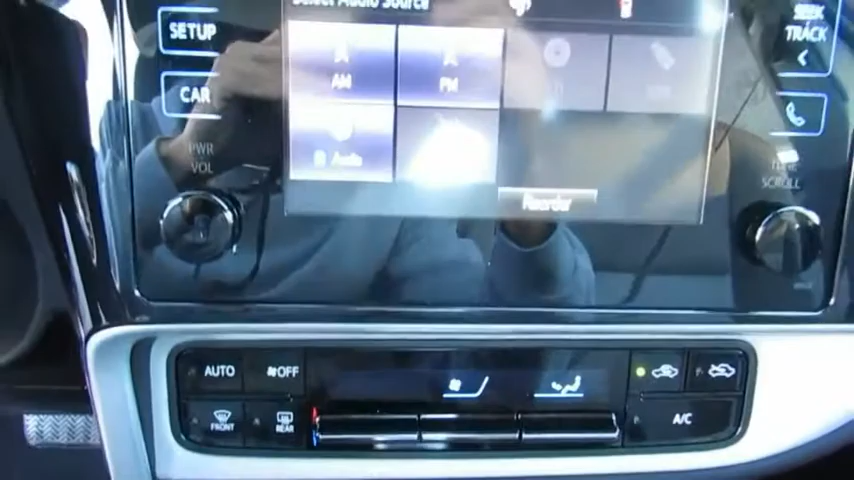 Select Audio Source
SETUP
SEEK
TRACK
AM
FM
CAR
PWR
VOL
Audio
TUNE
SCROLL
Reorder
AUTO
OFF
FRONT
REAR
A/C